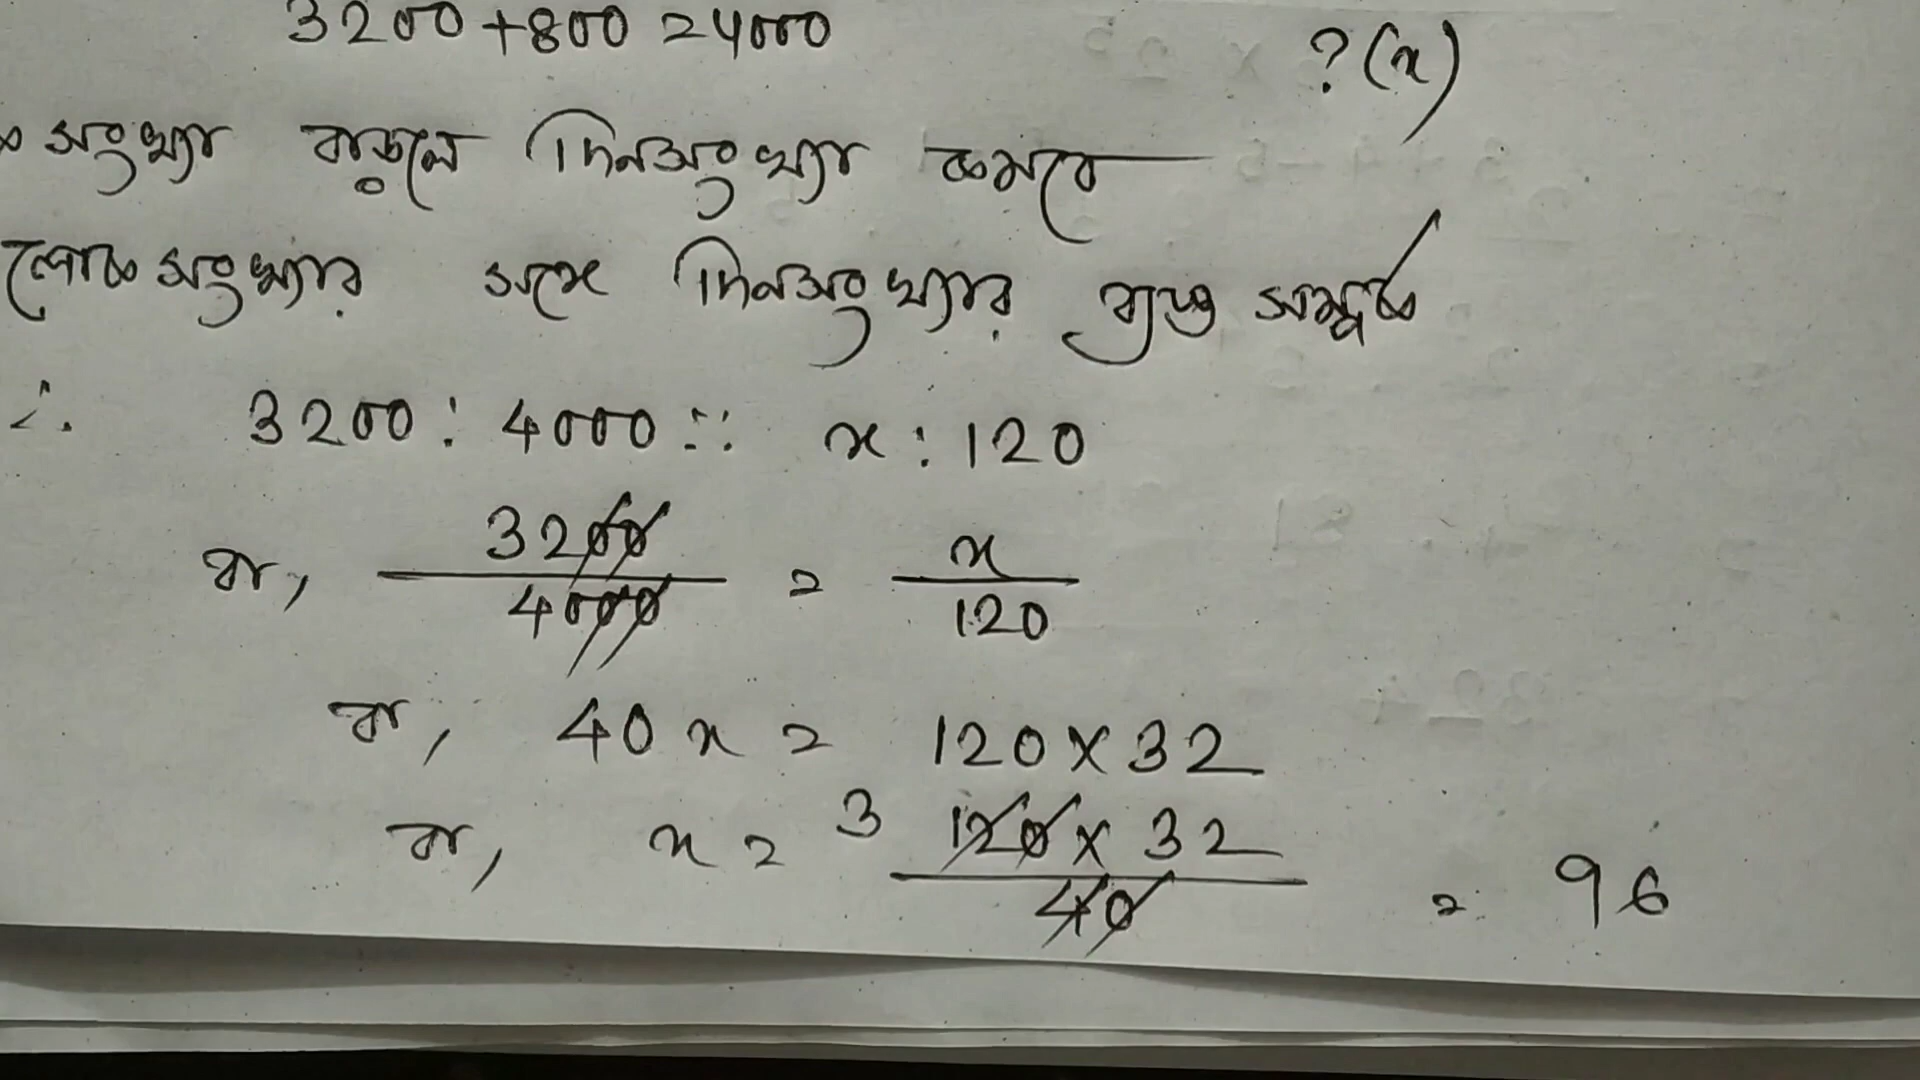 3200 + 800 = 4000 ? (x)
সংখ্যা বাড়লে দিনসংখ্যা কমবে
লোকসংখ্যার সঙ্গে দিনসংখ্যার ব্যস্ত সম্পর্ক
∴ 3200 : 4000 :: x : 120
বা, 3200/4000 = x/120
বা, 40x = 120 × 32
বা, x = 3 120 × 32/40 = 96